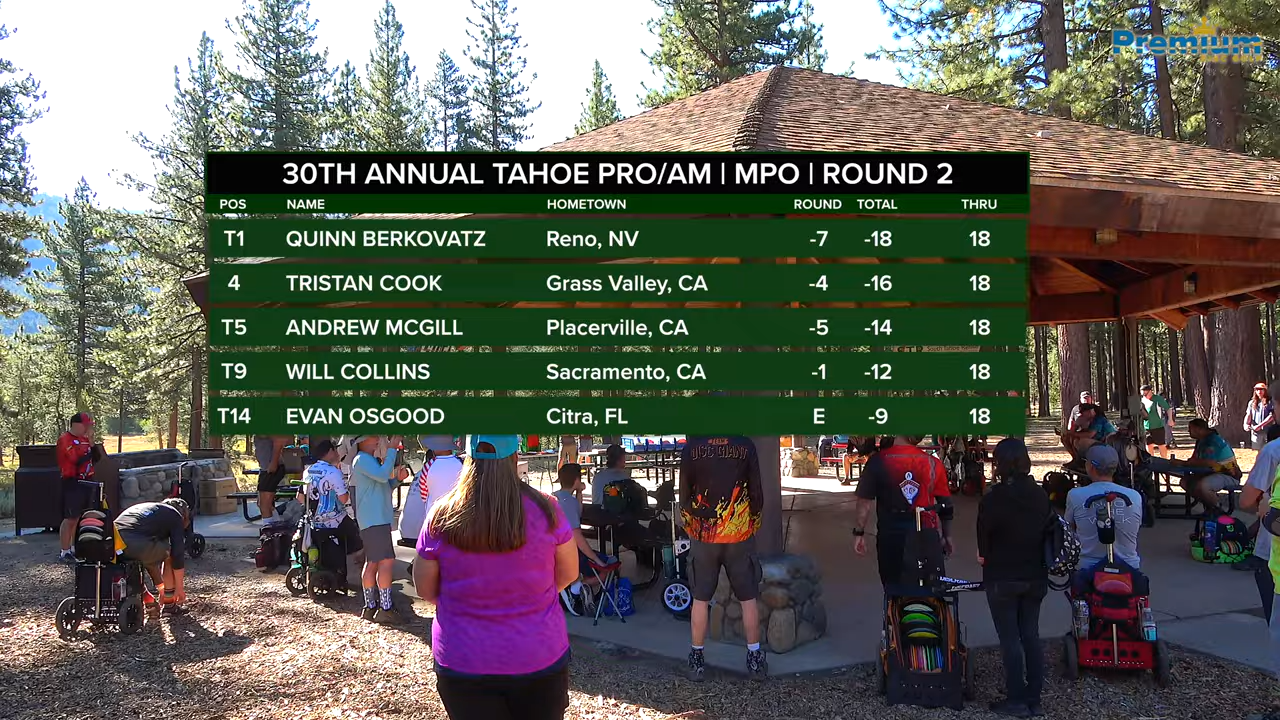 Premium
30TH ANNUAL TAHOE PRO/AM | MPO | ROUND 2
POS NAME HOMETOWN ROUND TOTAL THRU
T1 QUINN BERKOVATZ Reno, NV -7 -18 18
4 TRISTAN COOK Grass Valley, CA -4 -16 18
T5 ANDREW MCGILL Placerville, CA -5 -14 18
T9 WILL COLLINS Sacramento, CA -1 -12 18
T14 EVAN OSGOOD Citra, FL E -9 18
DISC GIANT